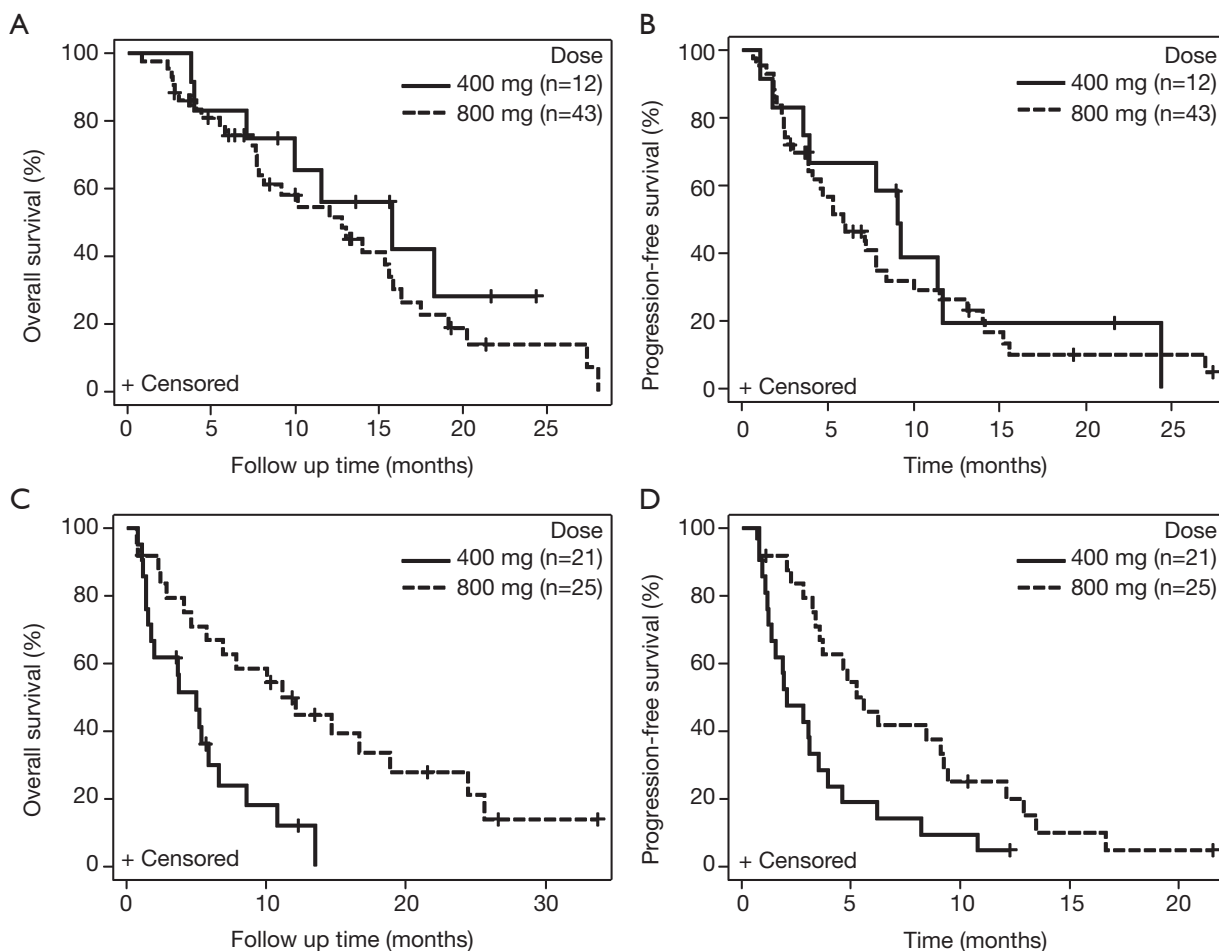 A
Overall survival (%)
100
80
60
40
20
0
Dose
400 mg (n=12)
800 mg (n=43)
+ Censored
0 5 10 15 20 25
Follow up time (months)
B
Progression-free survival (%)
100
80
60
40
20
0
Dose
400 mg (n=12)
800 mg (n=43)
+ Censored
0 5 10 15 20 25
Time (months)
C
Overall survival (%)
100
80
60
40
20
0
Dose
400 mg (n=21)
800 mg (n=25)
+ Censored
0 10 20 30
Follow up time (months)
D
Progression-free survival (%)
100
80
60
40
20
0
Dose
400 mg (n=21)
800 mg (n=25)
+ Censored
0 5 10 15 20
Time (months)